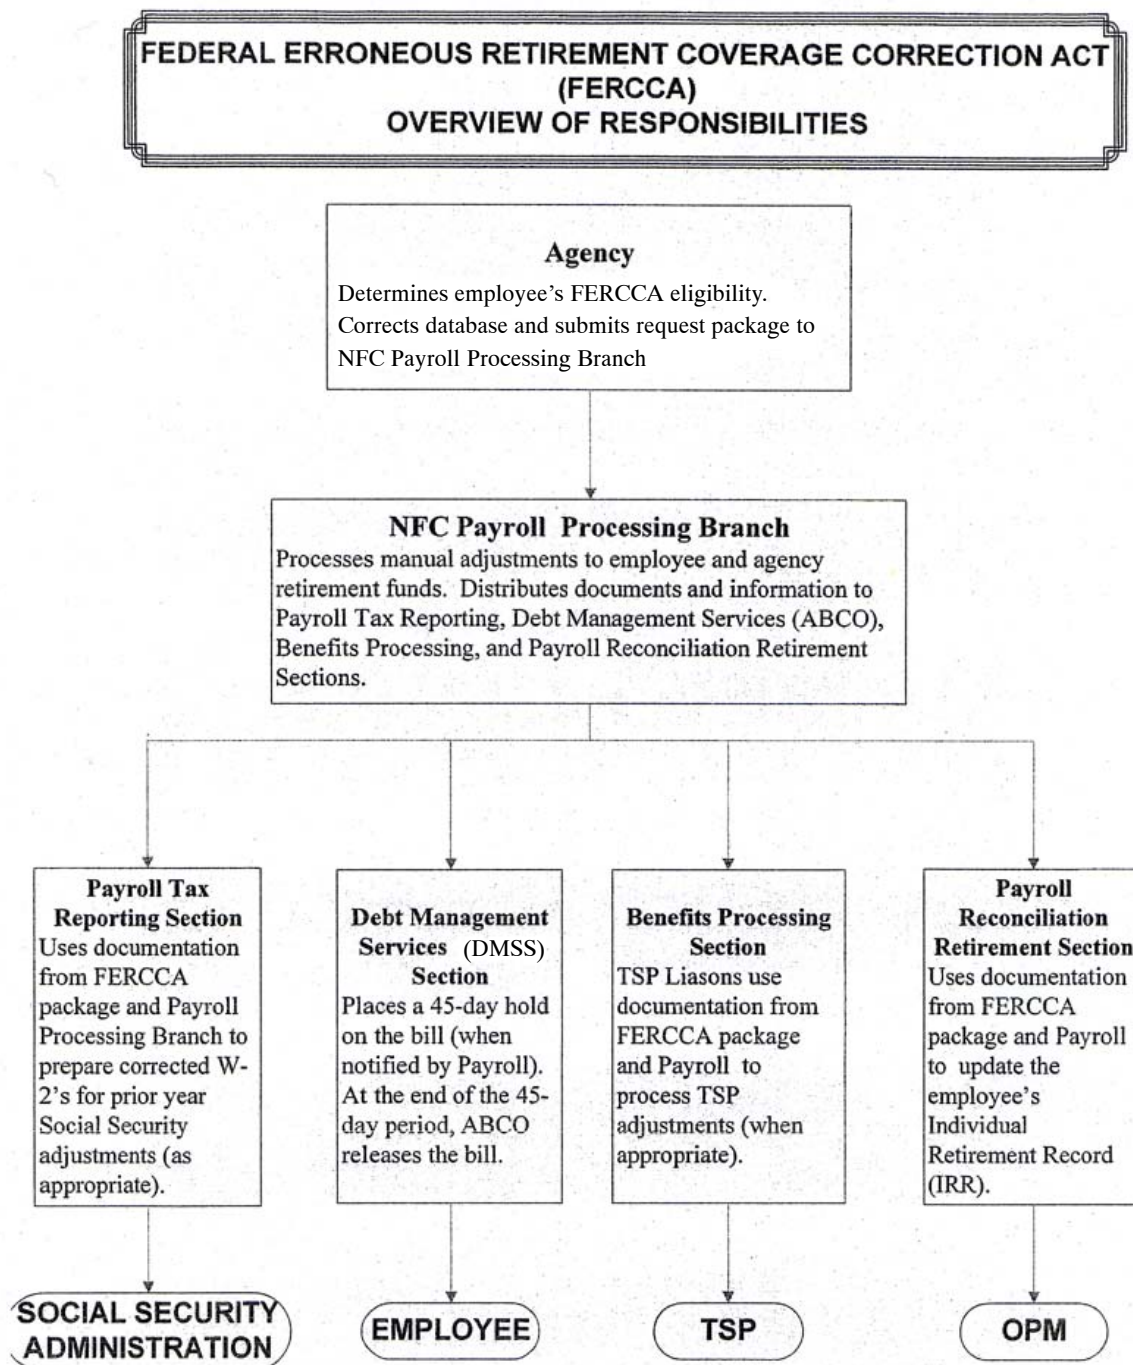 FEDERAL ERRONEOUS RETIREMENT COVERAGE CORRECTION ACT
(FERCCA)
OVERVIEW OF RESPONSIBILITIES
Agency
Determines employee’s FERCCA eligibility.
Corrects database and submits request package to
NFC Payroll Processing Branch
NFC Payroll Processing Branch
Processes manual adjustments to employee and agency
retirement funds. Distributes documents and information to
Payroll Tax Reporting, Debt Management Services (ABCO),
Benefits Processing, and Payroll Reconciliation Retirement
Sections.
Payroll Tax
Reporting Section
Uses documentation
from FERCCA
package and Payroll
Processing Branch to
prepare corrected W-
2’s for prior year
Social Security
adjustments (as
appropriate).
Debt Management
Services (DMSS)
Section
Places a 45-day hold
on the bill (when
notified by Payroll).
At the end of the 45-
day period, ABCO
releases the bill.
Benefits Processing
Section
TSP Liasons use
documentation from
FERCCA package
and Payroll to
process TSP
adjustments (when
appropriate).
Payroll
Reconciliation
Retirement Section
Uses documentation
from FERCCA
package and Payroll
to update the
employee’s
Individual
Retirement Record
(IRR).
SOCIAL SECURITY
ADMINISTRATION
EMPLOYEE
TSP
OPM